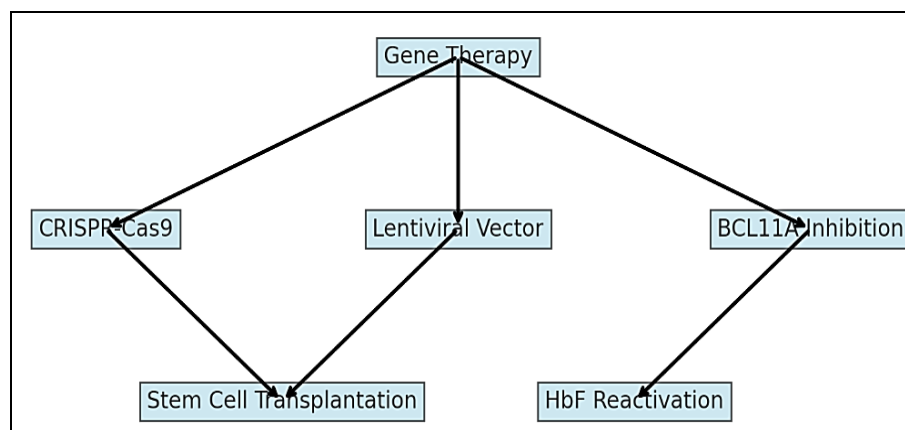 Gene Therapy
CRISPR-Cas9
Lentiviral Vector
BCL11A Inhibition
Stem Cell Transplantation
HbF Reactivation